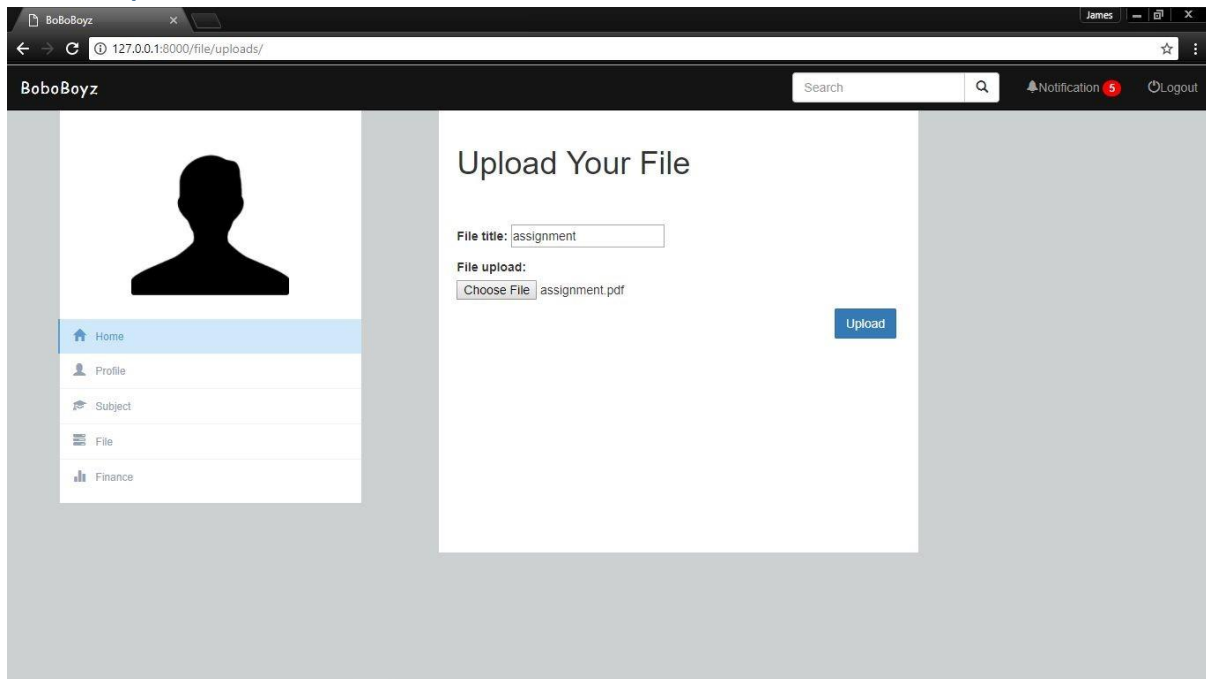 BoBoBoyz
James
127.0.0.1:8000/file/uploads/
BoboBoyz
Search
Notification 5
Logout
Upload Your File
File title: assignment
File upload:
Choose File assignment.pdf
Upload
Home
Profile
Subject
File
Finance